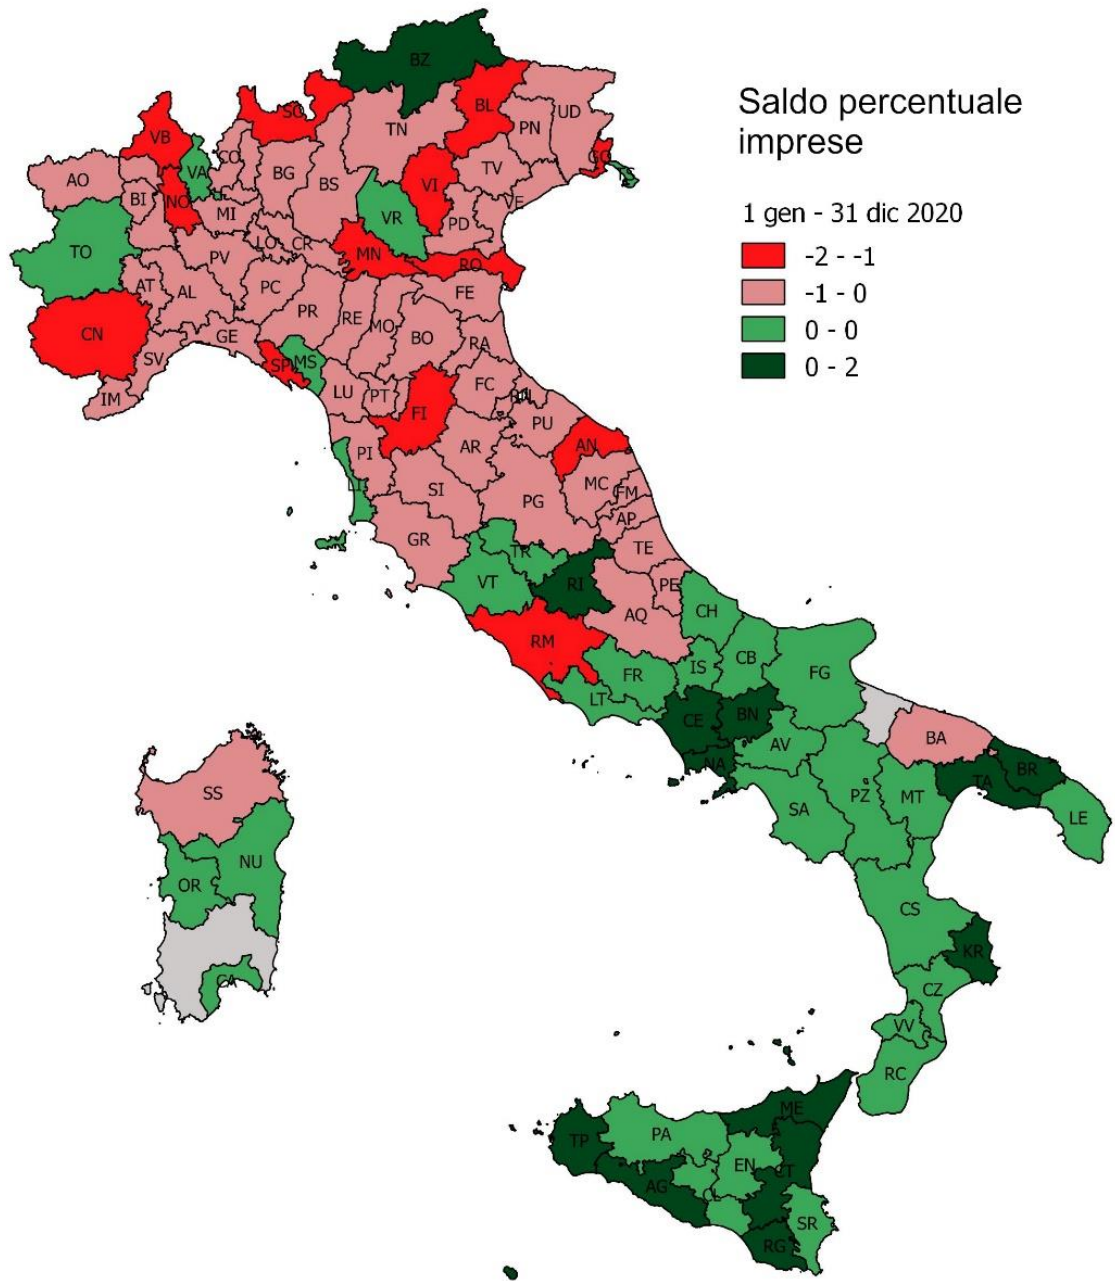 Saldo percentuale
imprese
1 gen - 31 dic 2020
-2 - -1
-1 - 0
0 - 0
0 - 2
BZ
SO
BL
UD
PN
TN
VB
CO
VA
GO
AO
BG
BS
VI
TV
BI
NO
MI
VR
PD
VE
TO
LO
CR
MN
RO
PV
AT
AL
PC
FE
CN
PR
RE
MO
BO
GE
RA
SV
SP
MS
IM
LU
PT
FC
RN
FI
PU
PI
AR
AN
LI
SI
PG
MC
FM
AP
GR
TR
TE
VT
RI
PE
AQ
CH
RM
FR
IS
CB
FG
LT
CE
BN
BA
AV
NA
TA
BR
SS
SA
PZ
MT
LE
NU
OR
CS
KR
CA
CZ
VV
RC
ME
TP
PA
EN
CT
AG
CL
SR
RG